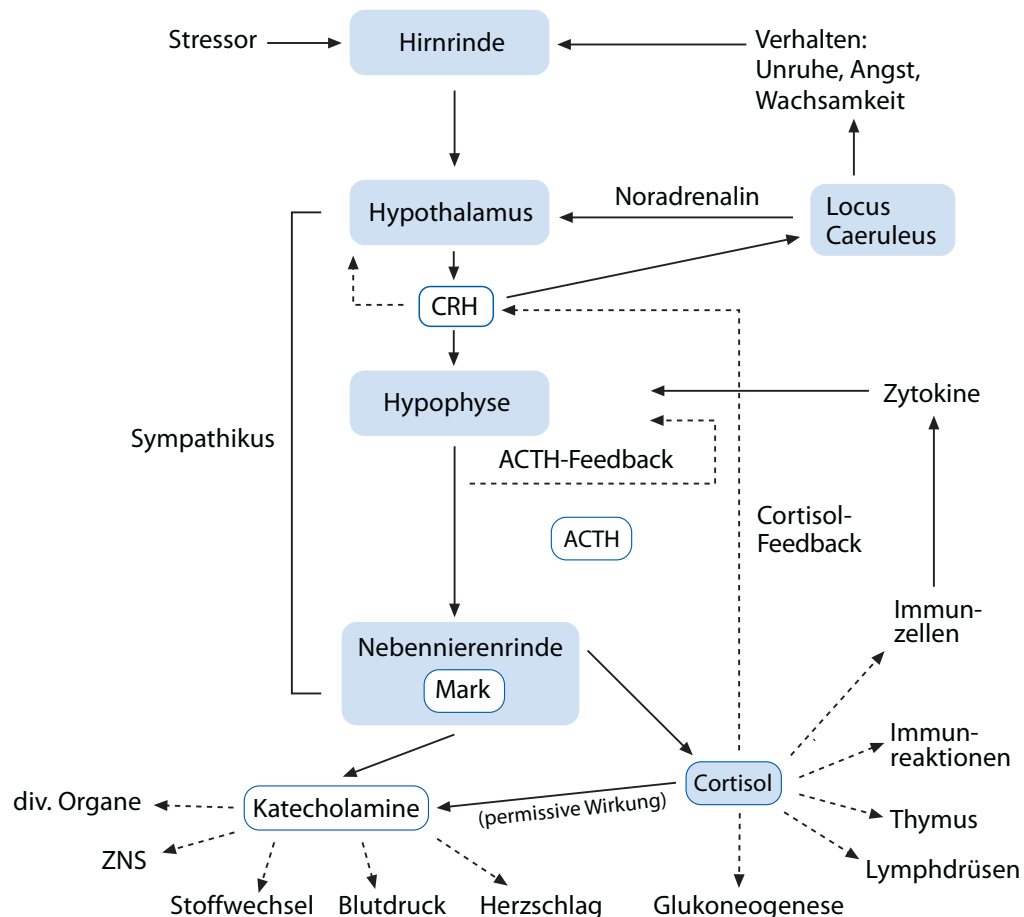 Stressor
Hirnrinde
Verhalten:
Unruhe, Angst,
Wachsamkeit
Hypothalamus
Noradrenalin
Locus
Caeruleus
CRH
Hypophyse
Zytokine
Sympathikus
ACTH-Feedback
ACTH
Cortisol-
Feedback
Immun-
zellen
Nebennierenrinde
Mark
Immun-
reaktionen
Cortisol
div. Organe
Katecholamine
(permissive Wirkung)
Thymus
ZNS
Lymphdrüsen
Stoffwechsel
Blutdruck
Herzschlag
Glukoneogenese